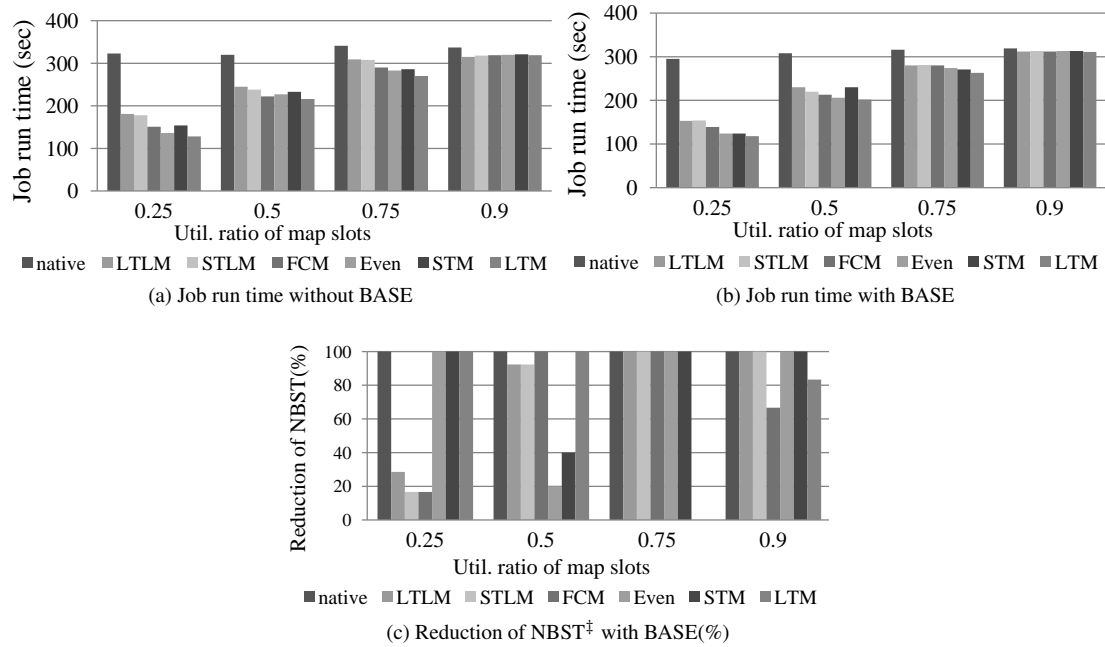 Job run time (sec)
400
300
200
100
0
0.25 0.5 0.75 0.9
Util. ratio of map slots
native LTLM STLM FCM Even STM LTM
(a) Job run time without BASE
Job run time (sec)
400
300
200
100
0
0.25 0.5 0.75 0.9
Util. ratio of map slots
native LTLM STLM FCM Even STM LTM
(b) Job run time with BASE
Reduction of NBST(%)
100
80
60
40
20
0
0.25 0.5 0.75 0.9
Util. ratio of map slots
native LTLM STLM FCM Even STM LTM
(c) Reduction of NBST‡ with BASE(%)